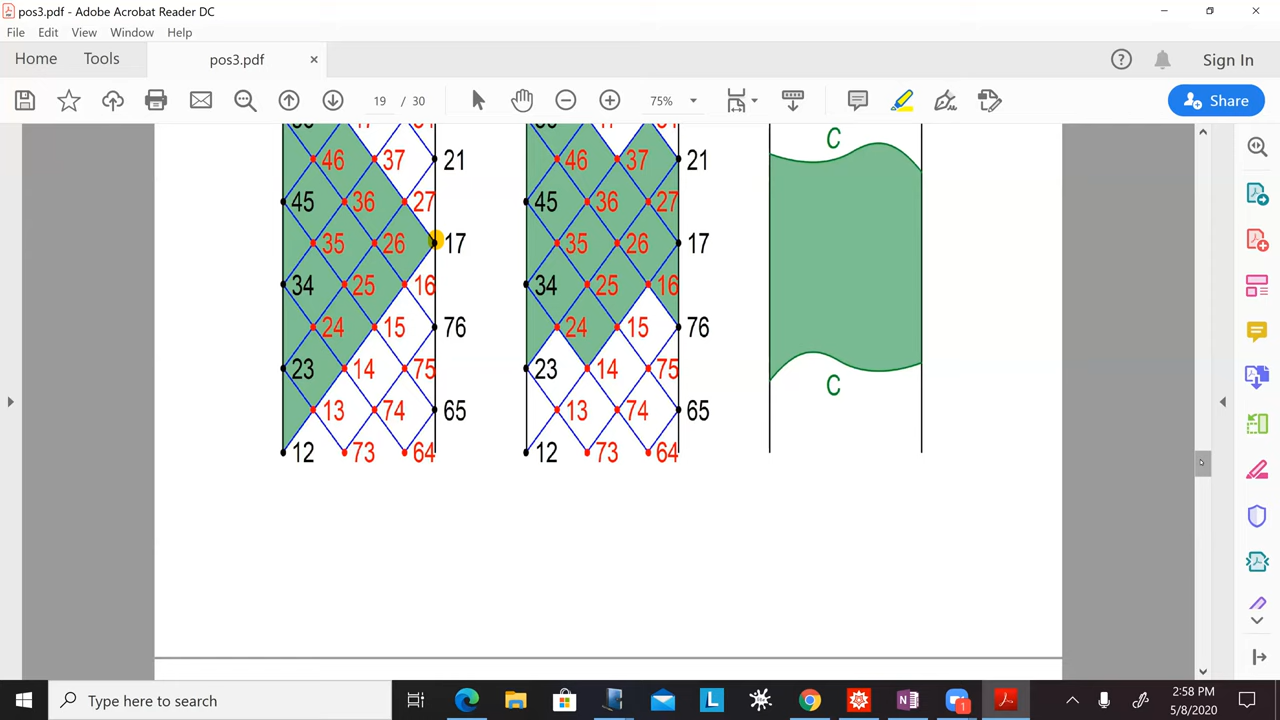 pos3.pdf - Adobe Acrobat Reader DC
File Edit View Window Help
Home Tools pos3.pdf × ? Sign In
19 / 30 75% Share
C
46 37 21 46 37 21
45 36 27 45 36 27
35 26 17 35 26 17
34 25 16 34 25 16
24 15 76 24 15 76
23 14 75 23 14 75
C
13 74 65 13 74 65
12 73 64 12 73 64
Type here to search
L
N
1
2:58 PM
5/8/2020